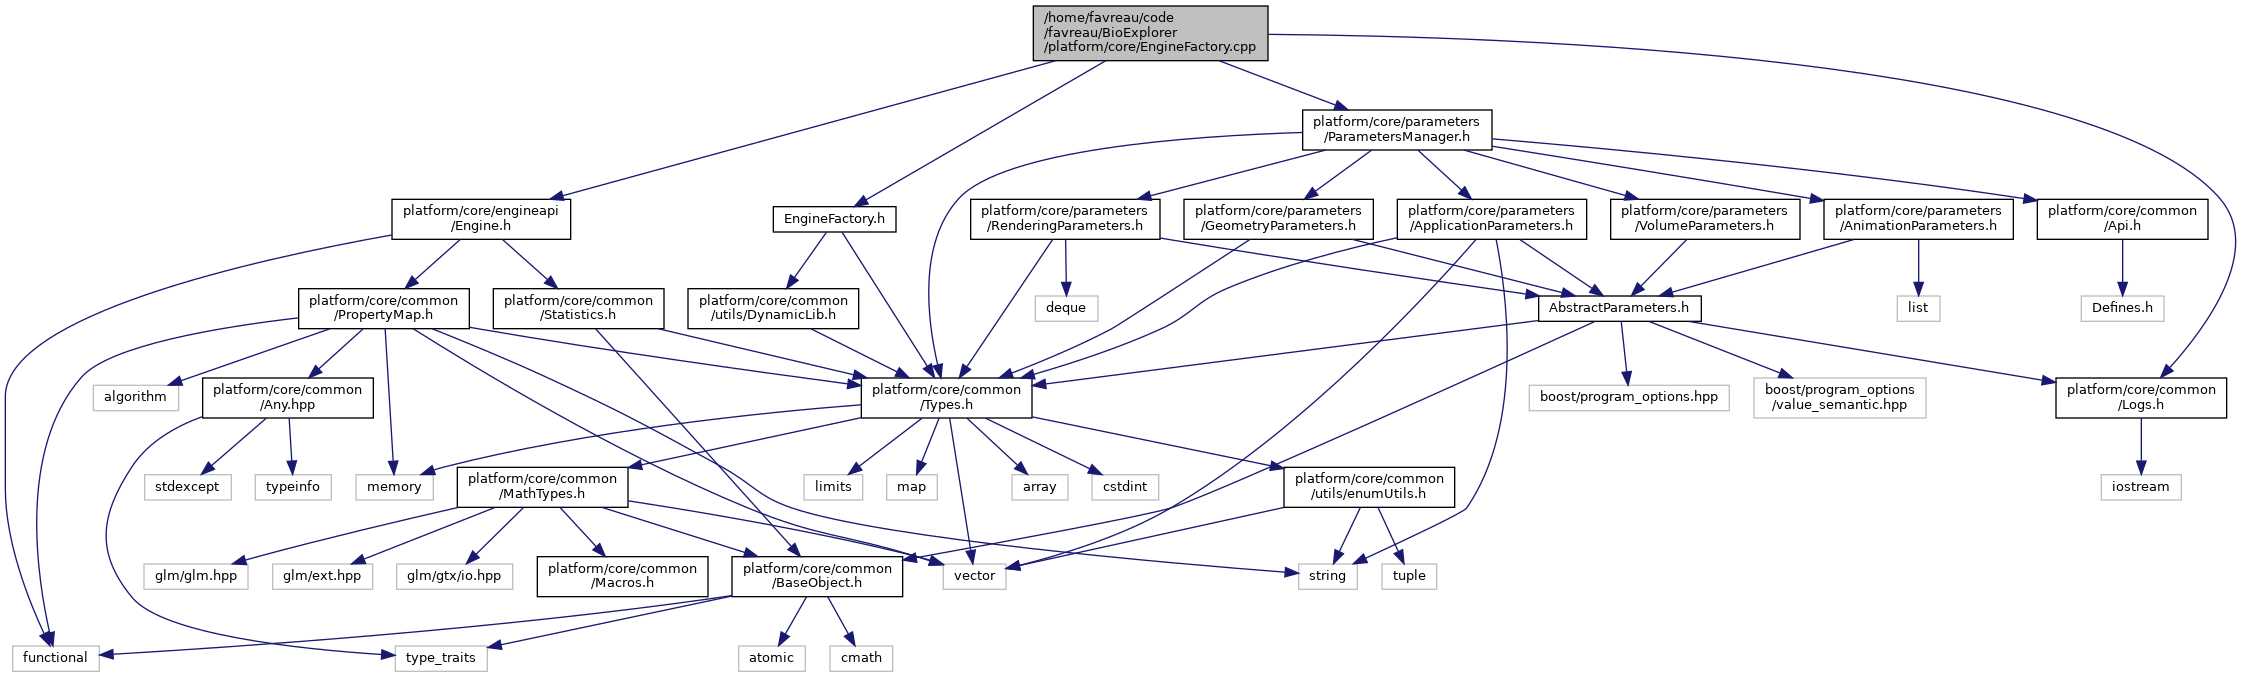 /home/favreau/code
/favreau/BioExplorer
/platform/core/EngineFactory.cpp
platform/core/parameters
/ParametersManager.h
platform/core/engineapi
/Engine.h
EngineFactory.h
platform/core/parameters
/RenderingParameters.h
platform/core/parameters
/GeometryParameters.h
platform/core/parameters
/ApplicationParameters.h
platform/core/parameters
/VolumeParameters.h
platform/core/parameters
/AnimationParameters.h
platform/core/common
/Api.h
platform/core/common
/PropertyMap.h
platform/core/common
/Statistics.h
platform/core/common
/utils/DynamicLib.h
deque
AbstractParameters.h
list
Defines.h
algorithm
platform/core/common
/Any.hpp
platform/core/common
/Types.h
boost/program_options.hpp
boost/program_options
/value_semantic.hpp
platform/core/common
/Logs.h
stdexcept
typeinfo
memory
platform/core/common
/MathTypes.h
limits
map
array
cstdint
platform/core/common
/utils/enumUtils.h
iostream
glm/glm.hpp
glm/ext.hpp
glm/gtx/io.hpp
platform/core/common
/Macros.h
platform/core/common
/BaseObject.h
vector
string
tuple
functional
type_traits
atomic
cmath